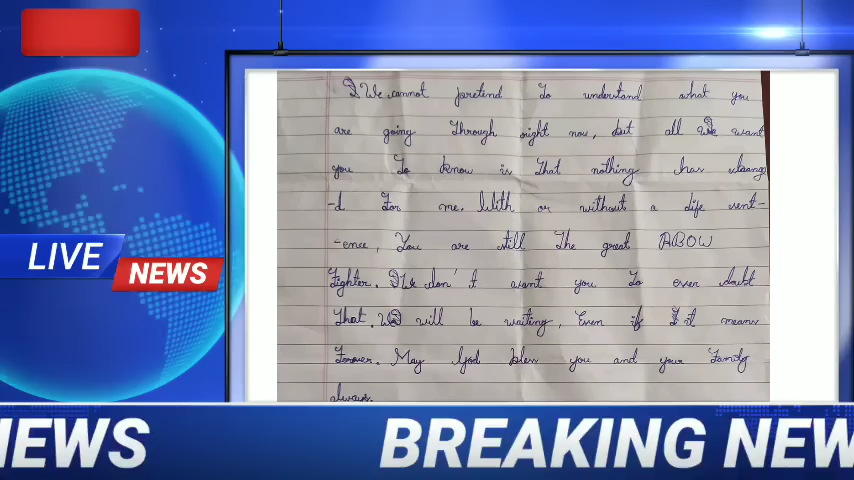 We cannot pretend to understand what you
are going through right now, but all We want
you To know is That nothing has chang
-d For me. With or without a life sent-
-ence, You are still The great ABOW
Fighter. We don't want you To ever doubt
That. We will be waiting, Even if it means
Forever. May God bless you and your Family
always.
LIVE
NEWS
NEWS
BREAKING NEW